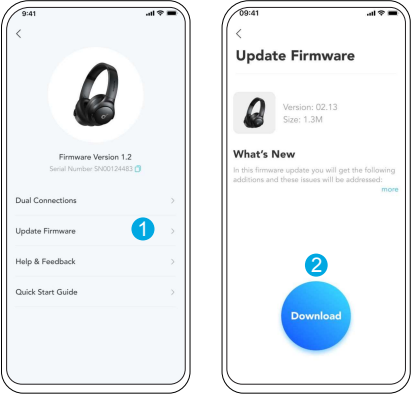 9:41
Firmware Version 1.2
Serial Number SN00124483
Dual Connections
Update Firmware
1
Help & Feedback
Quick Start Guide
09:41
Update Firmware
Version: 02.13
Size: 1.3M
What's New
In this firmware update you will get the following
additions and these issues will be addressed:
more
2
Download